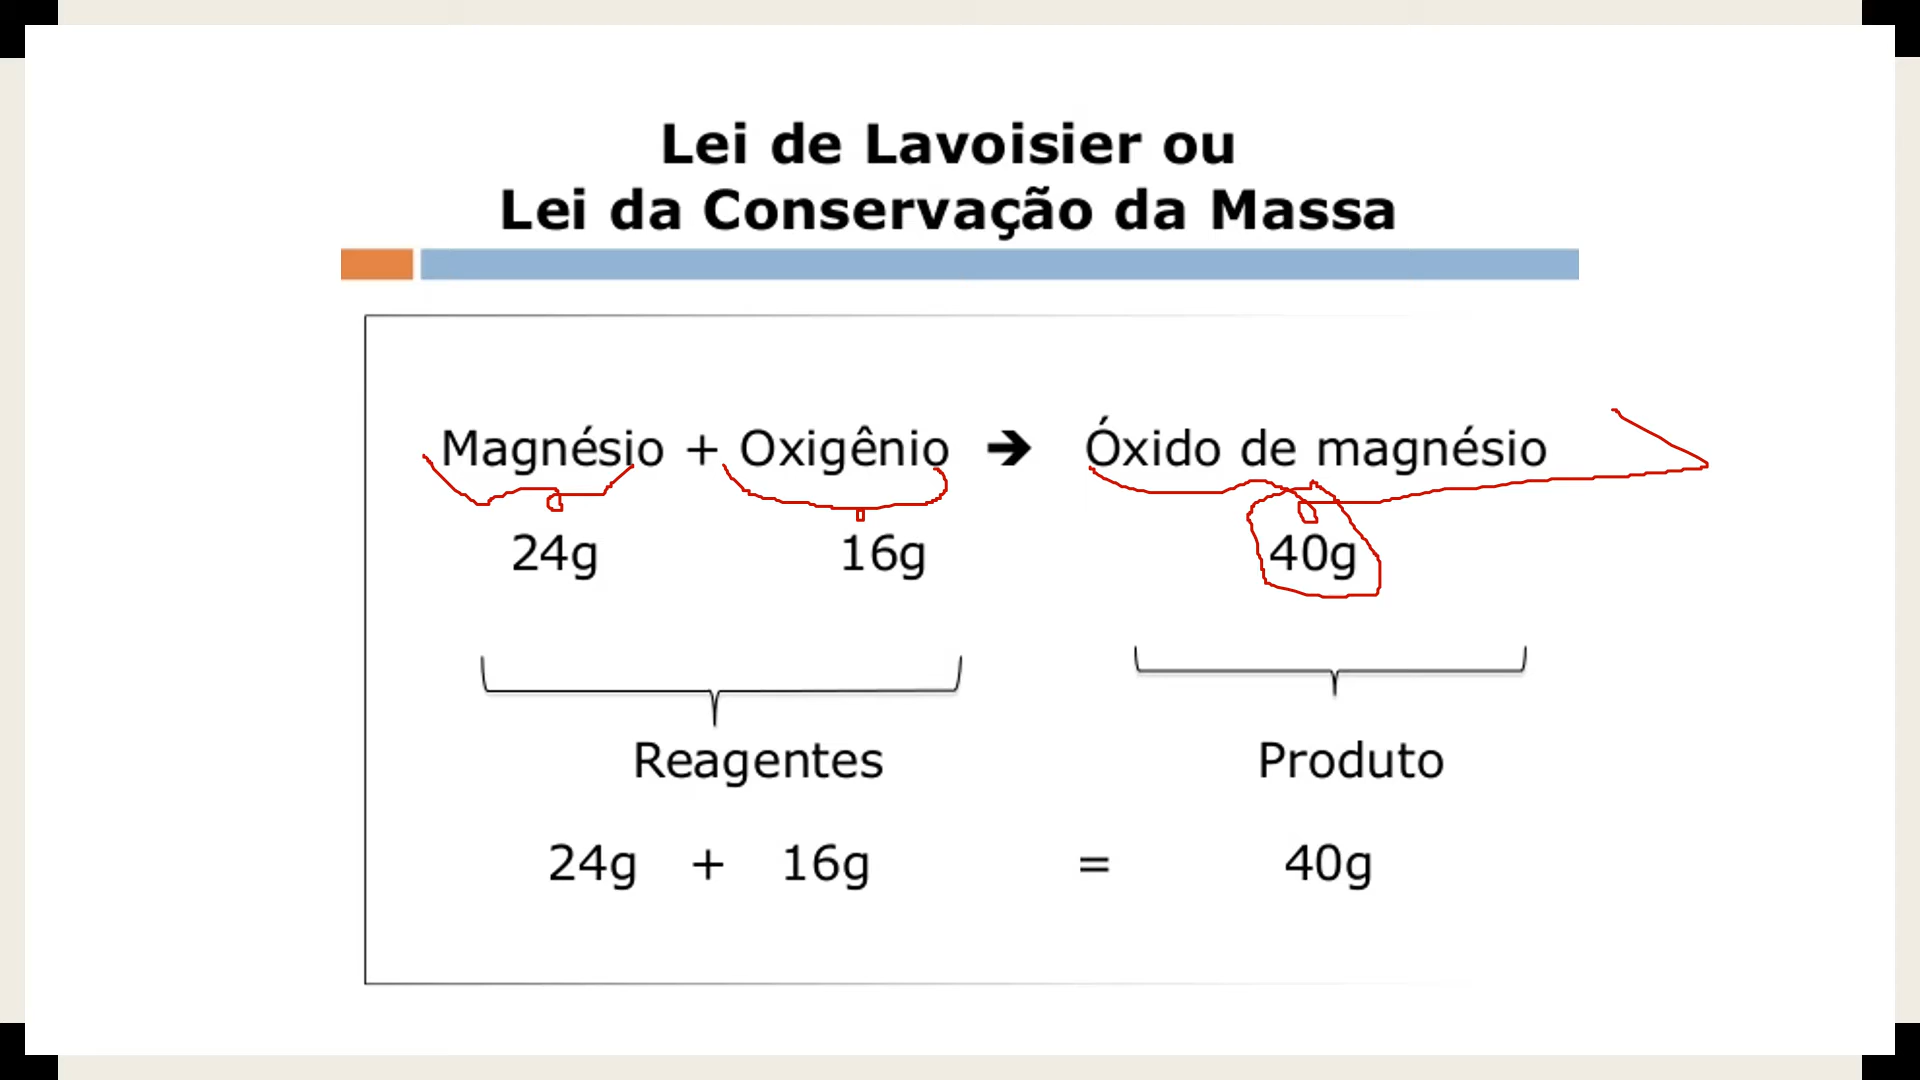 Lei de Lavoisier ou
Lei da Conservação da Massa
Magnésio + Oxigênio ➔ Óxido de magnésio
24g 16g 40g
Reagentes Produto
24g + 16g = 40g